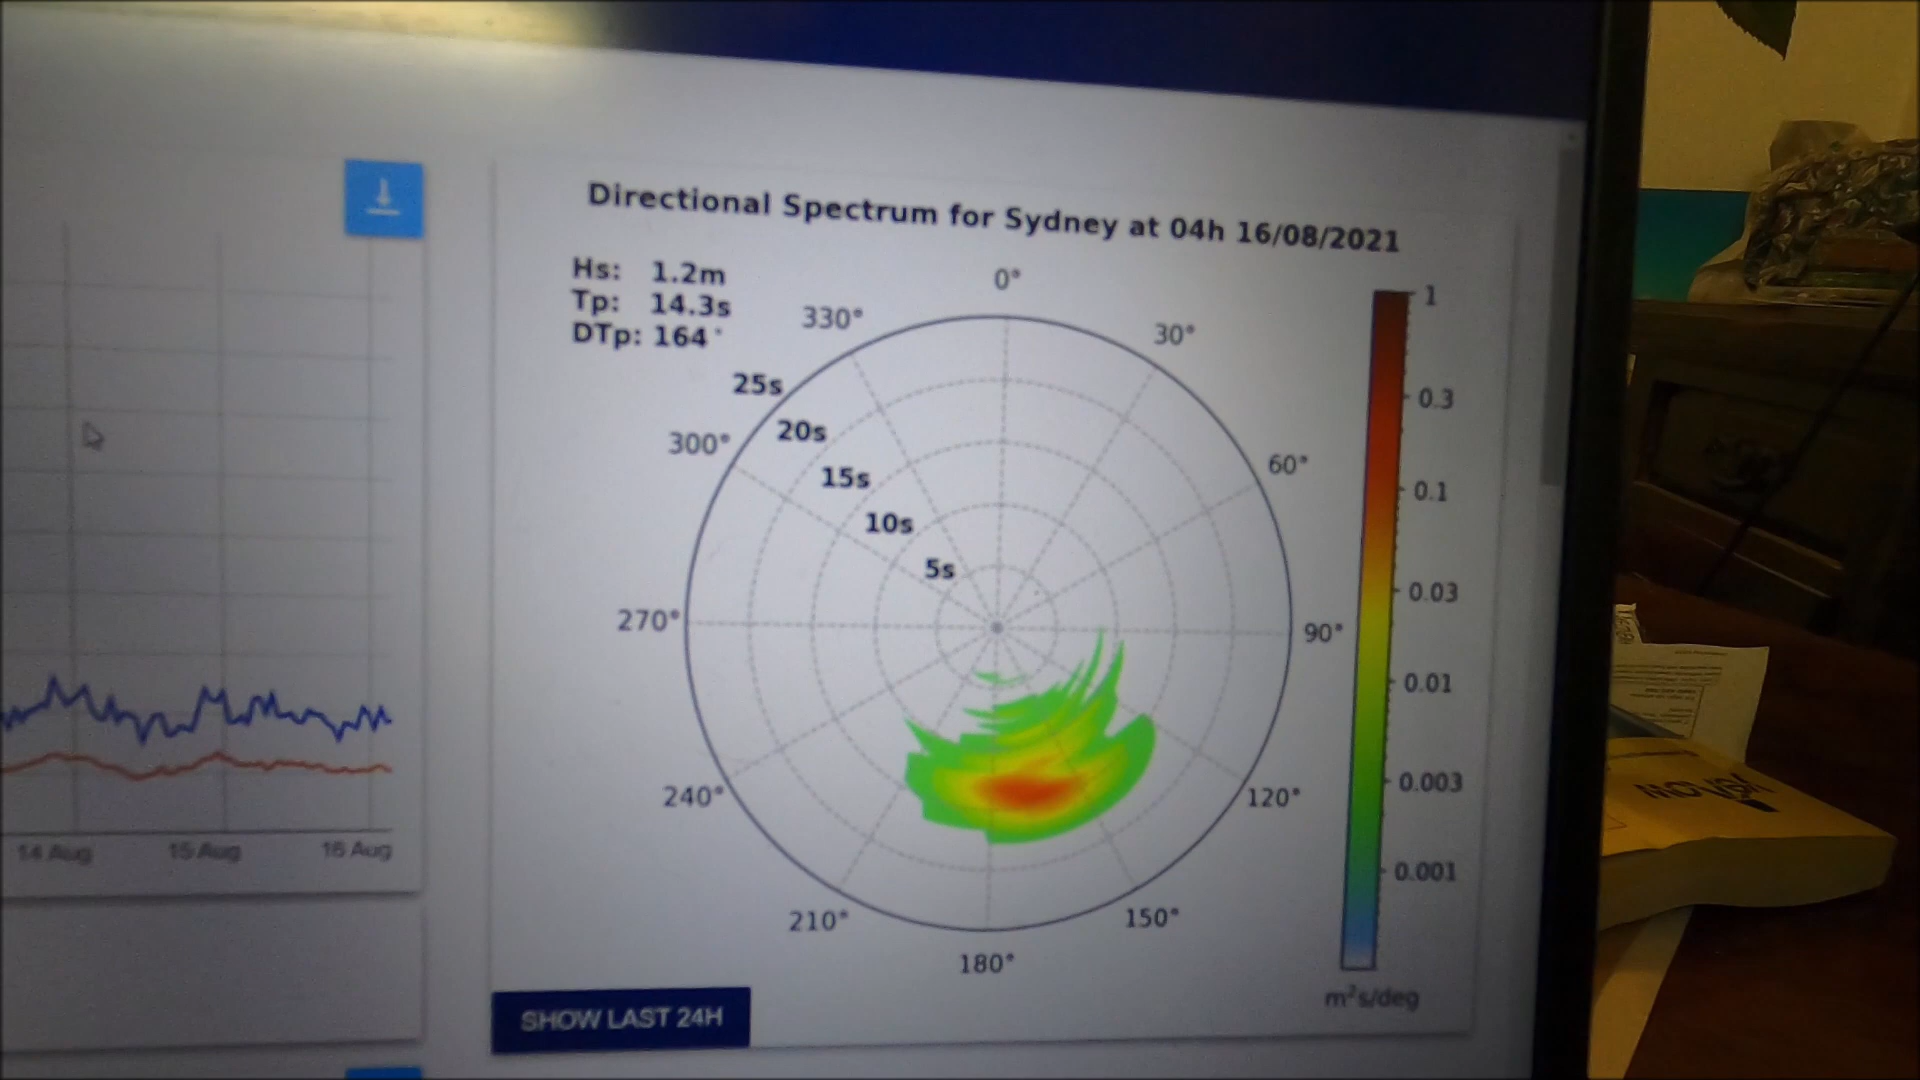 Directional Spectrum for Sydney at 04h 16/08/2021
Hs: 1.2m
Tp: 14.3s
DTp: 164°
0°
30°
60°
90°
120°
150°
180°
210°
240°
270°
300°
330°
25s
20s
15s
10s
5s
1
0.3
0.1
0.03
0.01
0.003
0.001
m²s/deg
14 Aug
15 Aug
16 Aug
SHOW LAST 24H